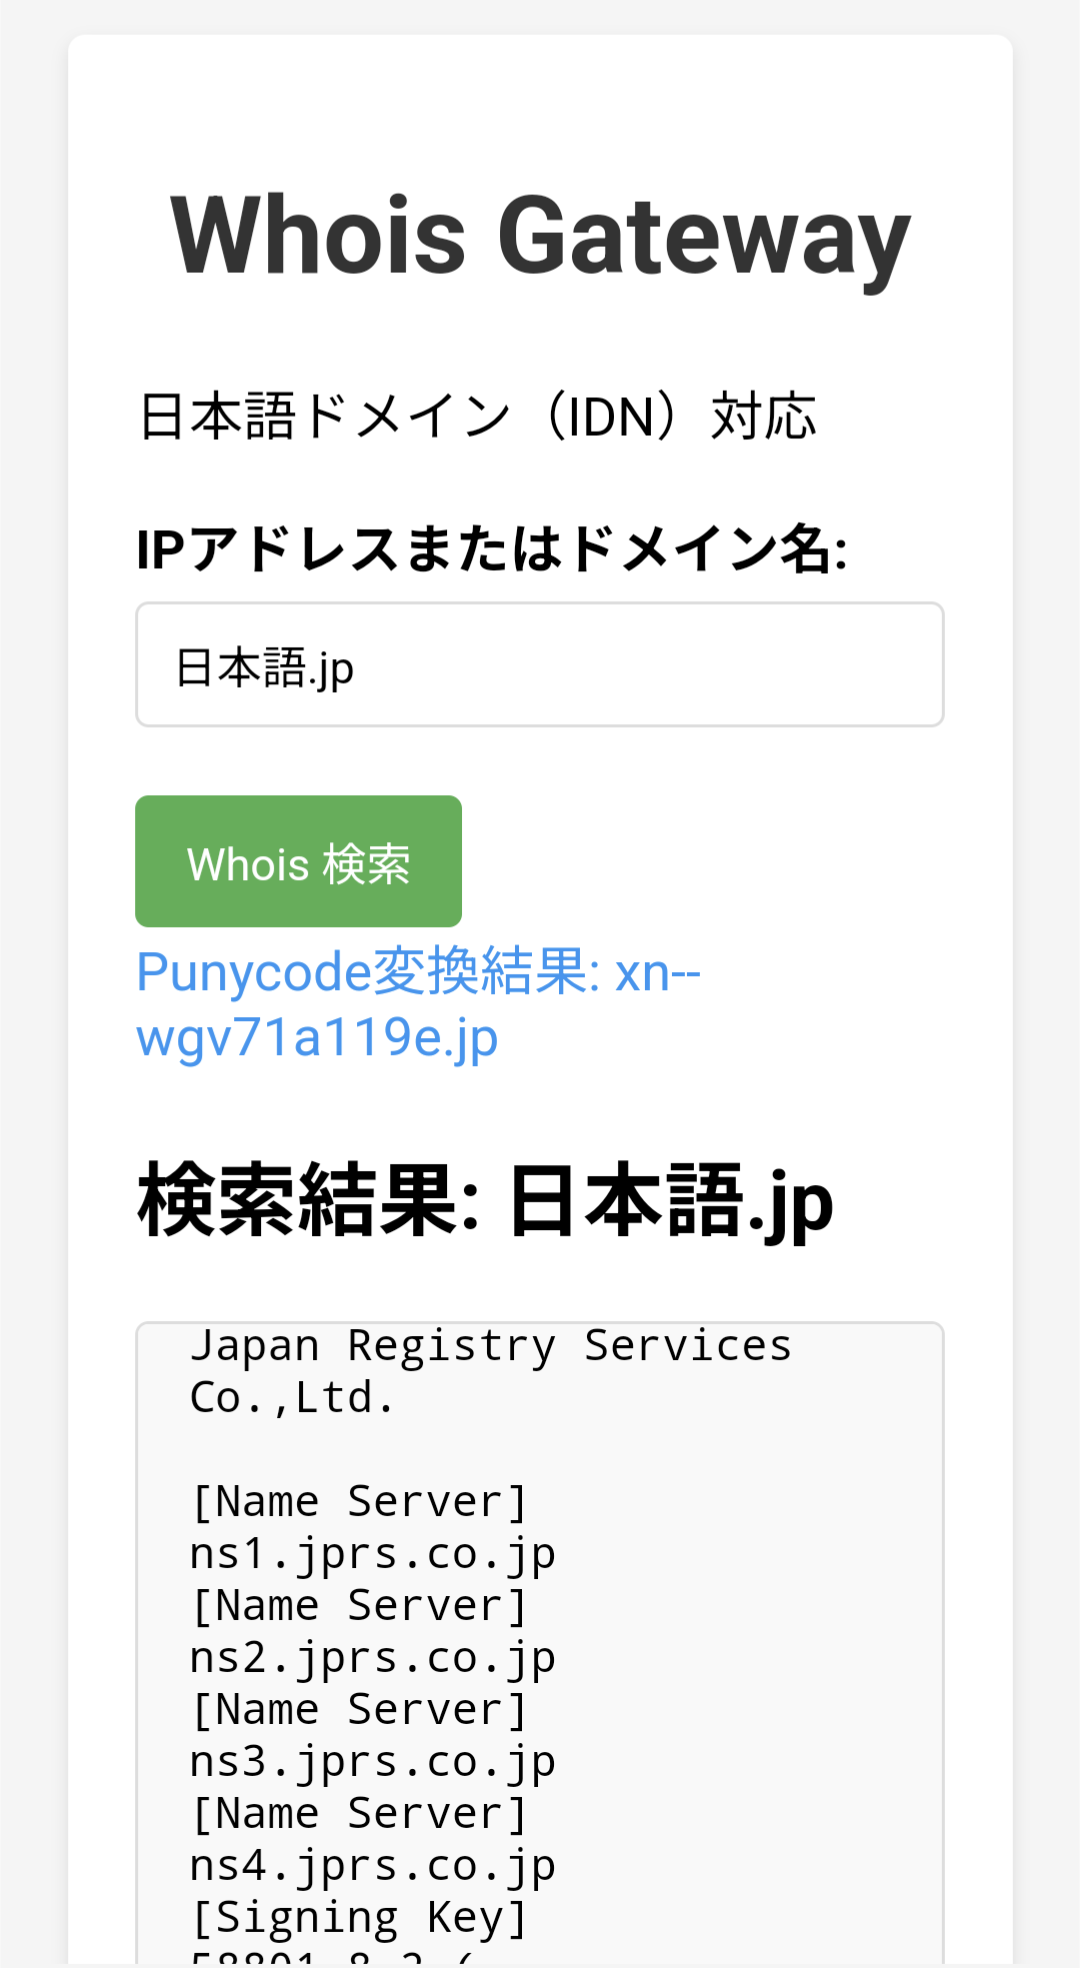 Whois Gateway
日本語ドメイン（IDN）対応
IPアドレスまたはドメイン名:
日本語.jp
Whois 検索
Punycode変換結果: xn--
wgv71a119e.jp
検索結果: 日本語.jp
Japan Registry Services
Co.,Ltd.
[Name Server]
ns1.jprs.co.jp
[Name Server]
ns2.jprs.co.jp
[Name Server]
ns3.jprs.co.jp
[Name Server]
ns4.jprs.co.jp
[Signing Key]
58801 8 2 (